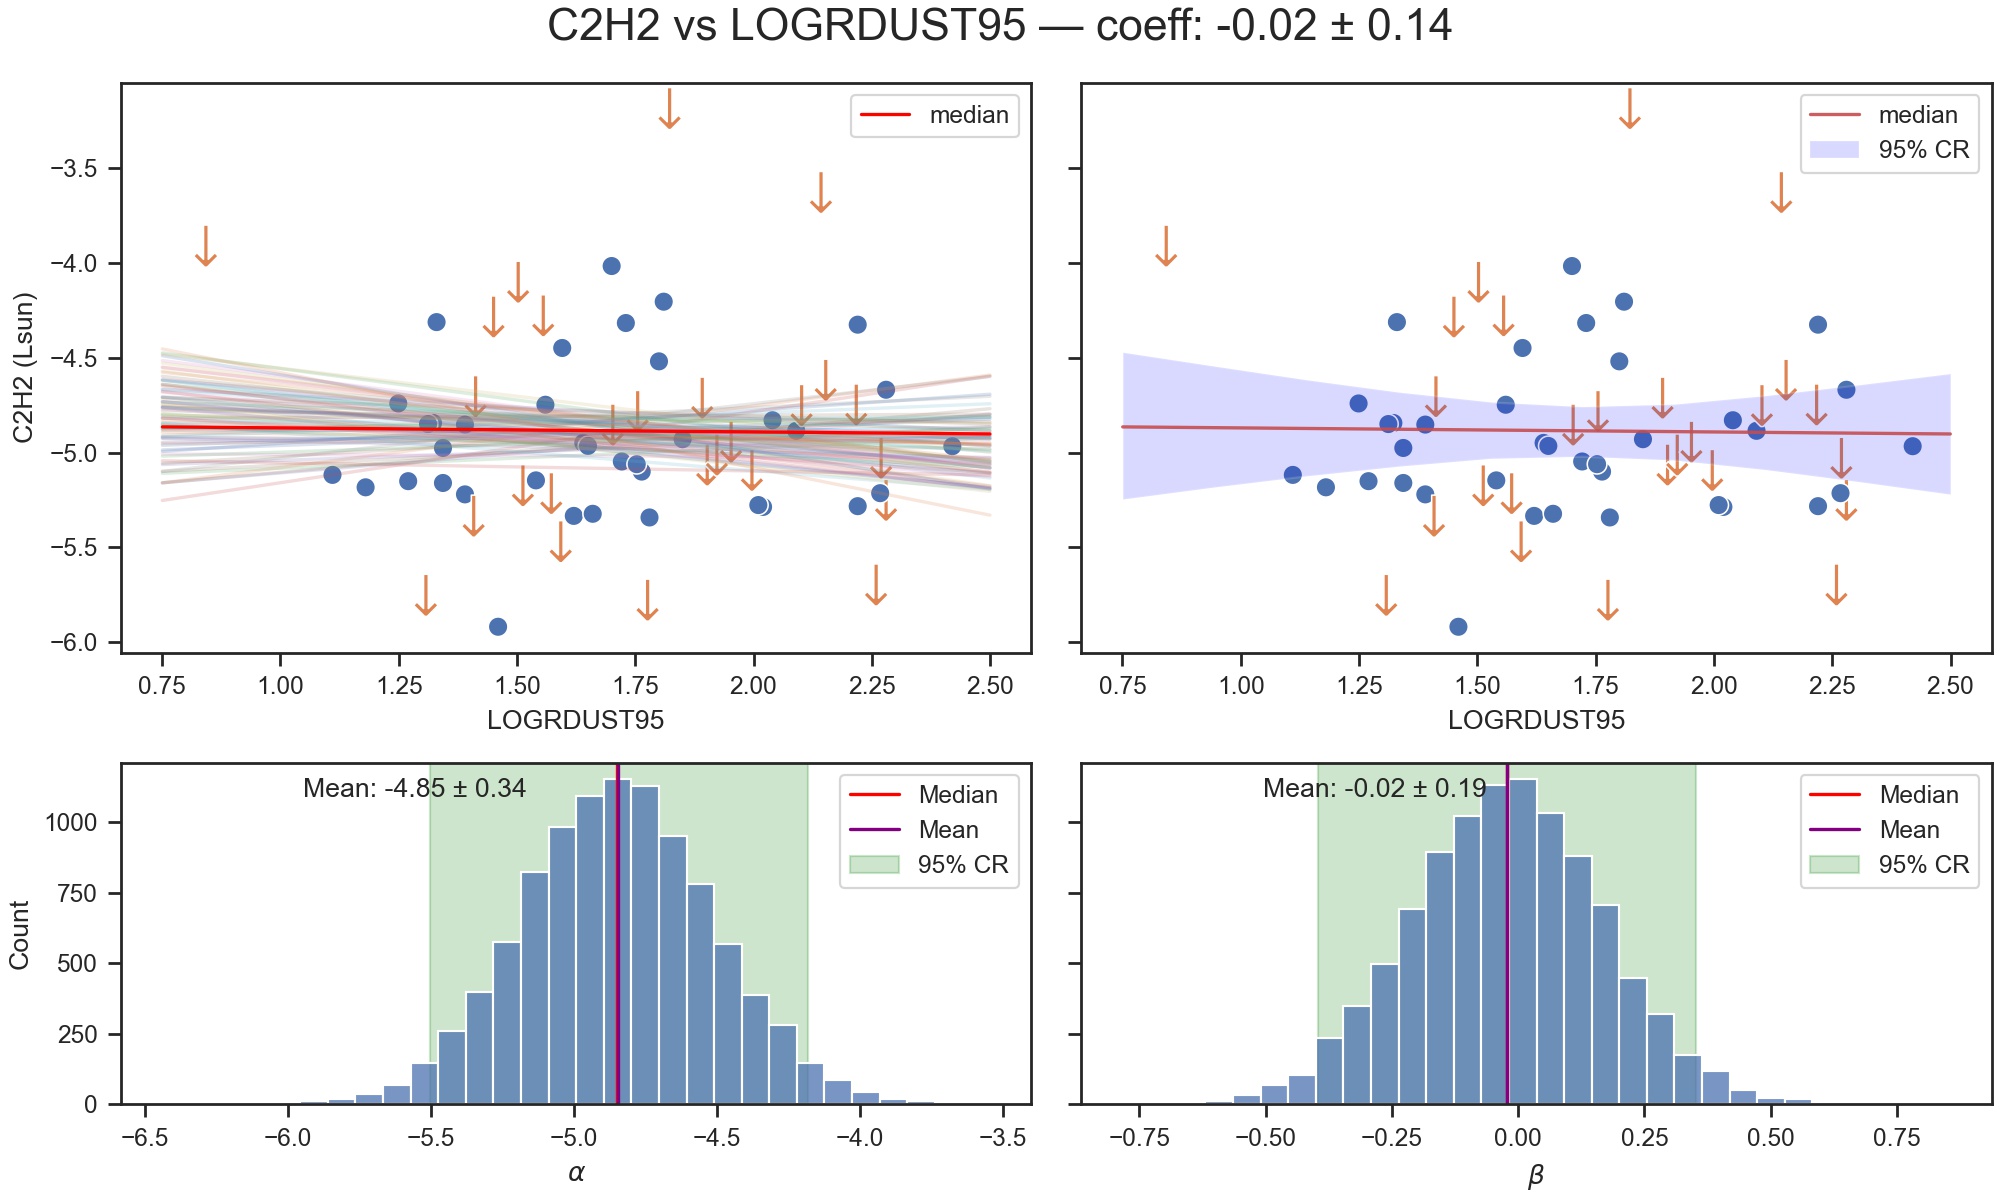 C2H2 vs LOGRDUST95 — coeff: -0.02 ± 0.14
median
median
95% CR
C2H2 (Lsun)
−3.5
−4.0
−4.5
−5.0
−5.5
−6.0
0.75 1.00 1.25 1.50 1.75 2.00 2.25 2.50
LOGRDUST95
0.75 1.00 1.25 1.50 1.75 2.00 2.25 2.50
LOGRDUST95
Mean: -4.85 ± 0.34
Median
Mean
95% CR
Count
1000
750
500
250
0
−6.5 −6.0 −5.5 −5.0 −4.5 −4.0 −3.5
α
Mean: -0.02 ± 0.19
Median
Mean
95% CR
−0.75 −0.50 −0.25 0.00 0.25 0.50 0.75
β